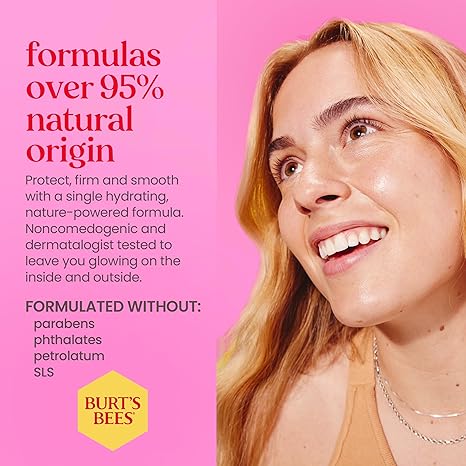 formulas
over 95%
natural
origin
Protect, firm and smooth
with a single hydrating,
nature-powered formula.
Noncomedogenic and
dermatalogist tested to
leave you glowing on the
inside and outside.
FORMULATED WITHOUT:
parabens
phthalates
petrolatum
SLS
BURT'S
BEES